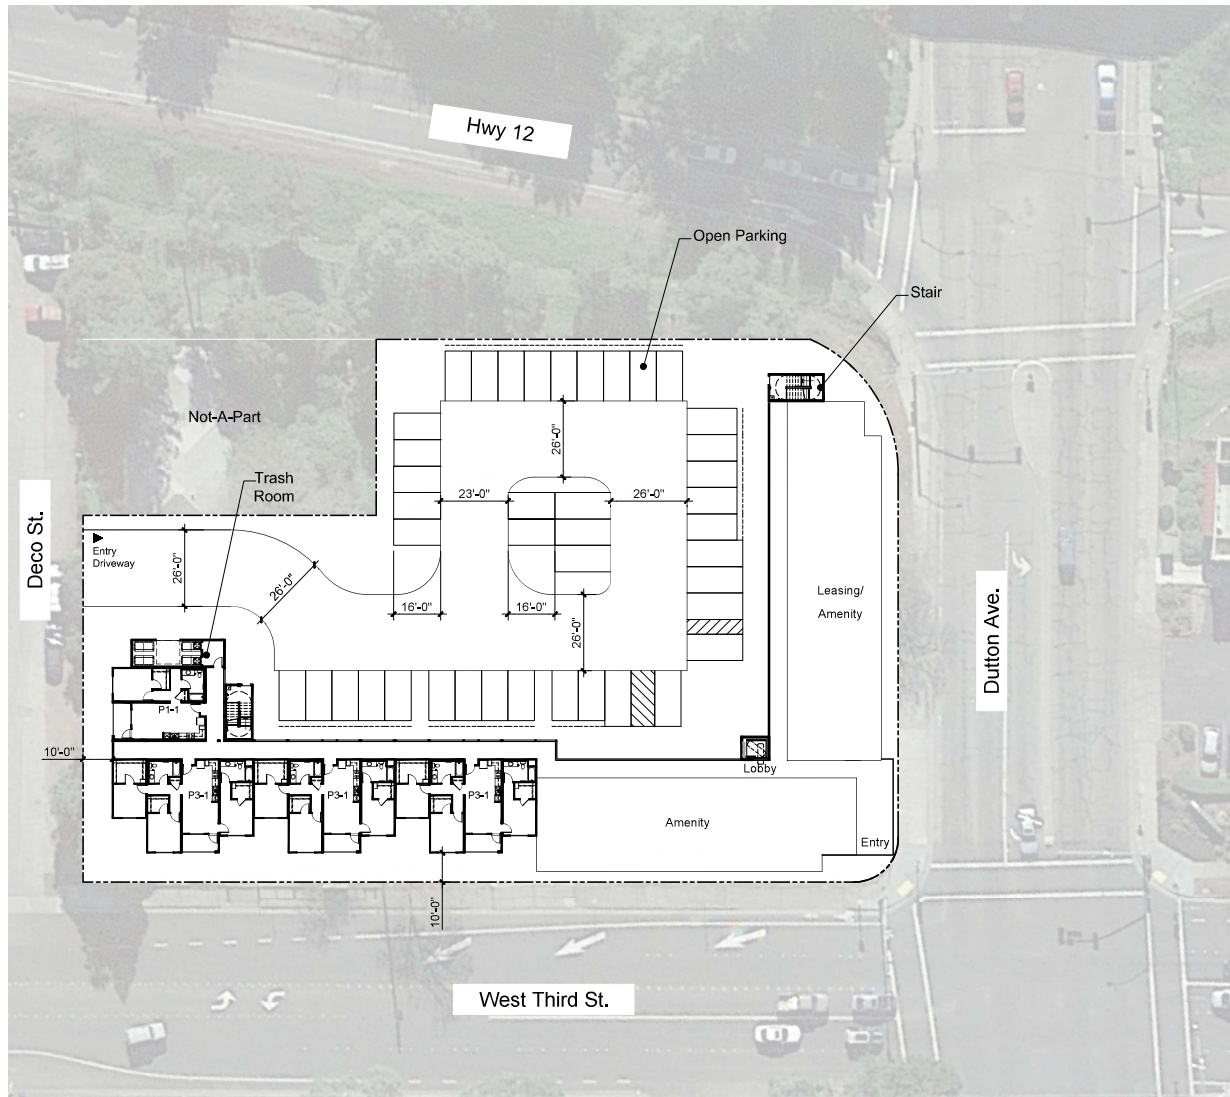 Hwy 12
Open Parking
Stair
Not-A-Part
26'-0"
Trash
Room
23'-0"
26'-0"
Deco St.
Entry
Driveway
26'-0"
26'-0"
16'-0"
16'-0"
26'-0"
Leasing/
Amenity
Dutton Ave.
P1-1
10'-0"
Lobby
P3-1
P3-1
P3-1
Amenity
Entry
10'-0"
West Third St.